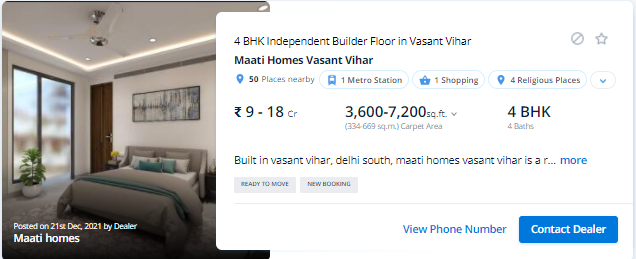 4 BHK Independent Builder Floor in Vasant Vihar
Maati Homes Vasant Vihar
50 Places nearby 1 Metro Station 1 Shopping 4 Religious Places
₹ 9 - 18 Cr 3,600-7,200 sq.ft. 4 BHK
(334-669 sq.m.) Carpet Area 4 Baths
Built in vasant vihar, delhi south, maati homes vasant vihar is a r... more
READY TO MOVE NEW BOOKING
Posted on 21st Dec, 2021 by Dealer
Maati homes
View Phone Number Contact Dealer